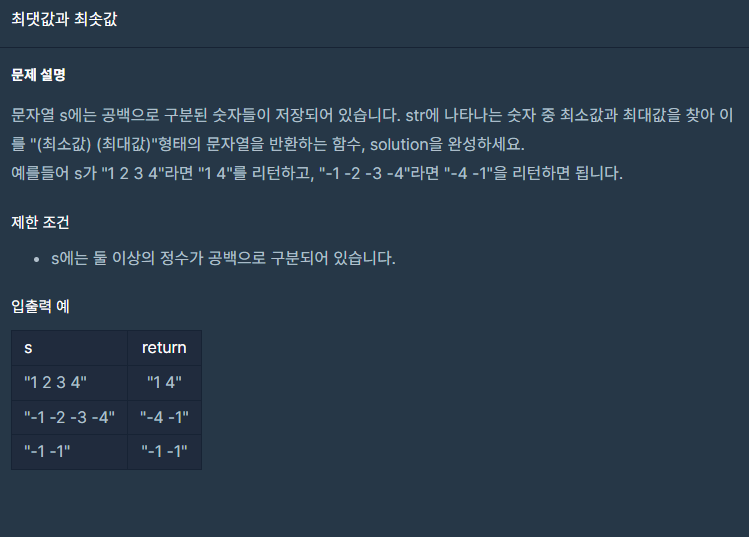 최댓값과 최솟값
문제 설명
문자열 s에는 공백으로 구분된 숫자들이 저장되어 있습니다. str에 나타나는 숫자 중 최소값과 최대값을 찾아 이
를 "(최소값) (최대값)"형태의 문자열을 반환하는 함수, solution을 완성하세요.
예를들어 s가 "1 2 3 4"라면 "1 4"를 리턴하고, "-1 -2 -3 -4"라면 "-4 -1"을 리턴하면 됩니다.
제한 조건
• s에는 둘 이상의 정수가 공백으로 구분되어 있습니다.
입출력 예
s return
"1 2 3 4" "1 4"
"-1 -2 -3 -4" "-4 -1"
"-1 -1" "-1 -1"